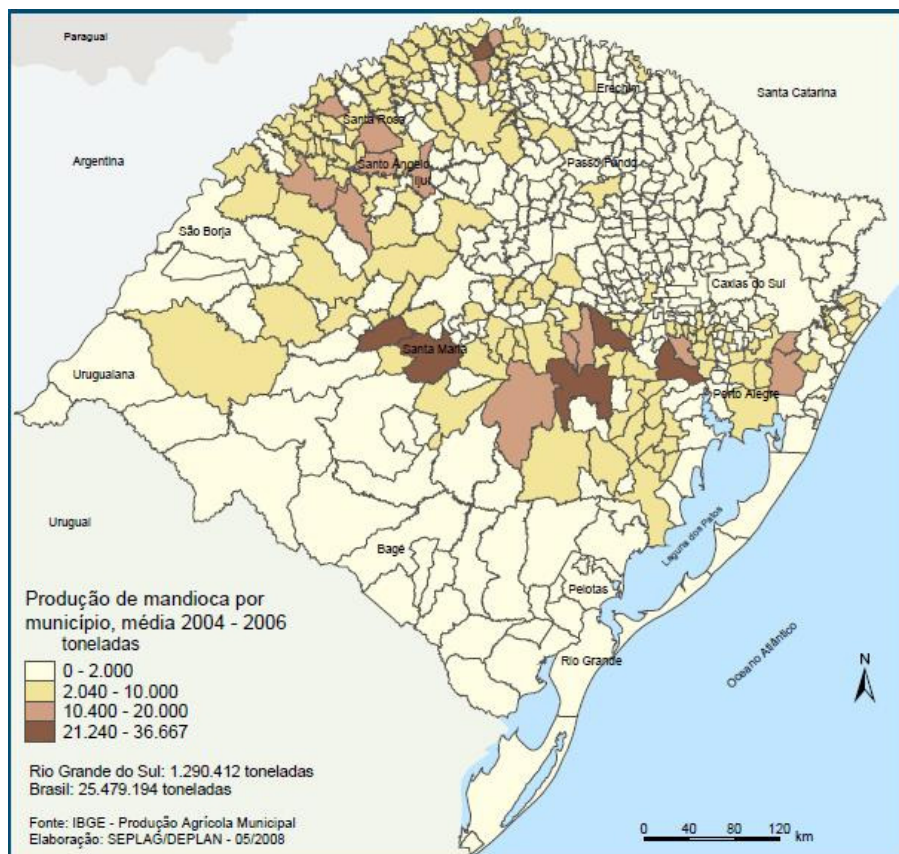 Paraguai
Santa Catarina
Argentina
Erechim
Santa Rosa
Santo Ângelo
Ijuí
Passo Fundo
São Borja
Caxias do Sul
Santa Maria
Uruguaiana
Porto Alegre
Uruguai
Laguna dos Patos
Bagé
Pelotas
Rio Grande
Oceano Atlântico
Produção de mandioca por
município, média 2004 - 2006
toneladas
0 - 2.000
2.040 - 10.000
10.400 - 20.000
21.240 - 36.667
Rio Grande do Sul: 1.290.412 toneladas
Brasil: 25.479.194 toneladas
Fonte: IBGE - Produção Agrícola Municipal
Elaboração: SEPLAG/DEPLAN - 05/2008
N
0 40 80 120
km